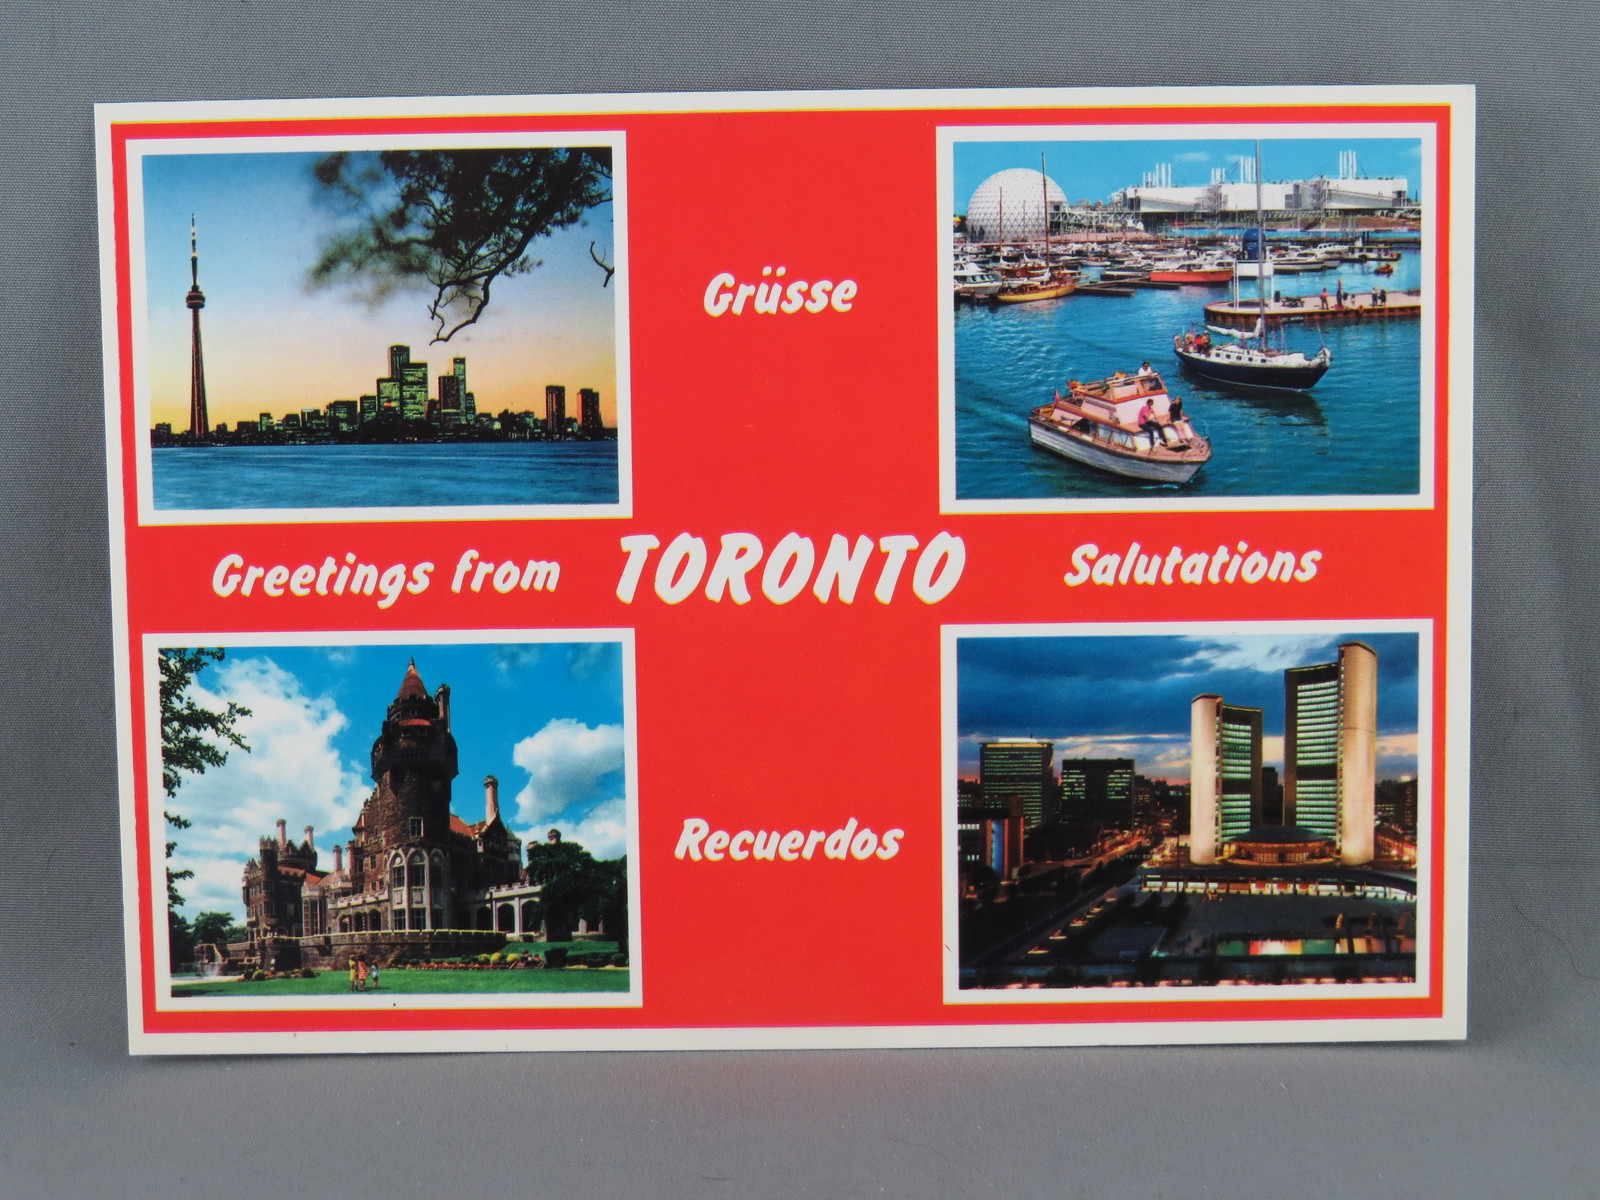 Grüsse
Greetings from TORONTO Salutations
Recuerdos